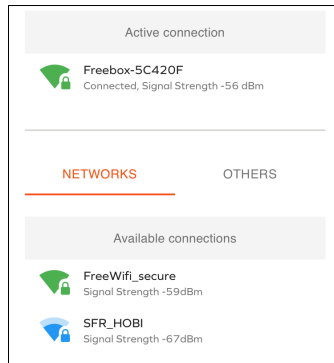 Active connection
Freebox-5C420F
Connected, Signal Strength -56 dBm
NETWORKS OTHERS
Available connections
FreeWifi_secure
Signal Strength -59dBm
SFR_HOBI
Signal Strength -67dBm